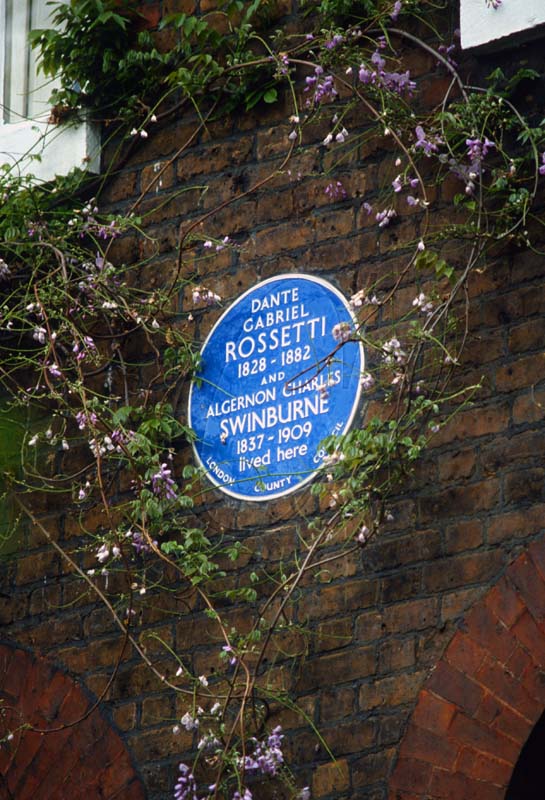 DANTE
GABRIEL
ROSSETTI
1828 - 1882
AND
ALGERNON CHARLES
SWINBURNE
1837 - 1909
lived here
LONDON COUNTY COUNCIL